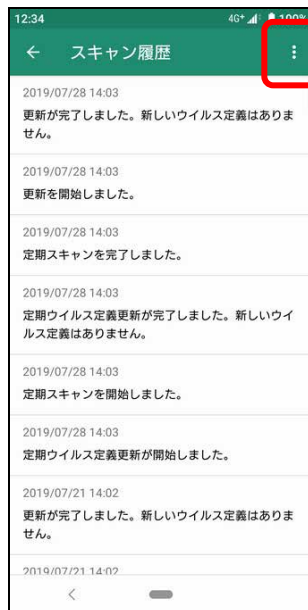 12:34 4G+ 100%
スキャン履歴
2019/07/28 14:03
更新が完了しました。新しいウイルス定義はありま
せん。
2019/07/28 14:03
更新を開始しました。
2019/07/28 14:03
定期スキャンを完了しました。
2019/07/28 14:03
定期ウイルス定義更新が完了しました。新しいウイ
ルス定義はありません。
2019/07/28 14:03
定期スキャンを開始しました。
2019/07/28 14:03
定期ウイルス定義更新が開始しました。
2019/07/21 14:02
更新が完了しました。新しいウイルス定義はありま
せん。
2019/07/21 14:02